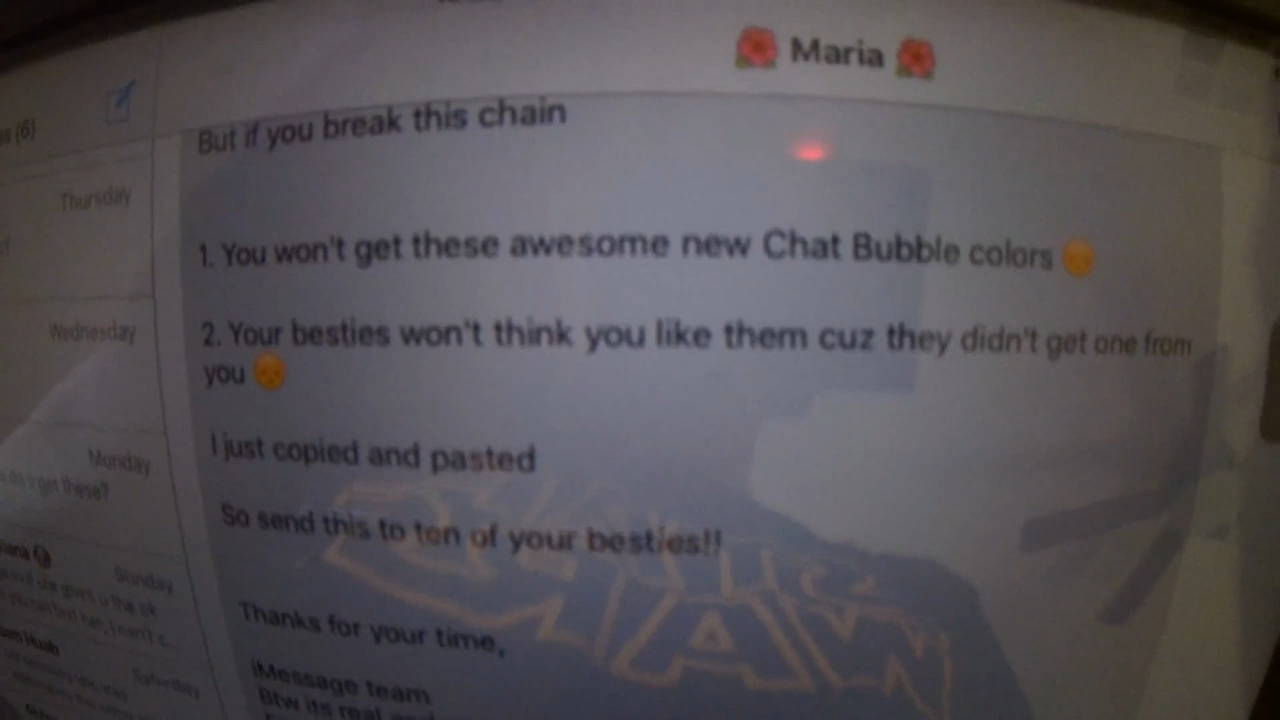 Maria
(6)
But if you break this chain
Thursday
1. You won't get these awesome new Chat Bubble colors
Wednesday
2. Your besties won't think you like them cuz they didn't get one from
you
Monday
get these?
I just copied and pasted
So send this to ten of your besties!!
Sunday
Thanks for your time,
Saturday
iMessage team
Btw its real